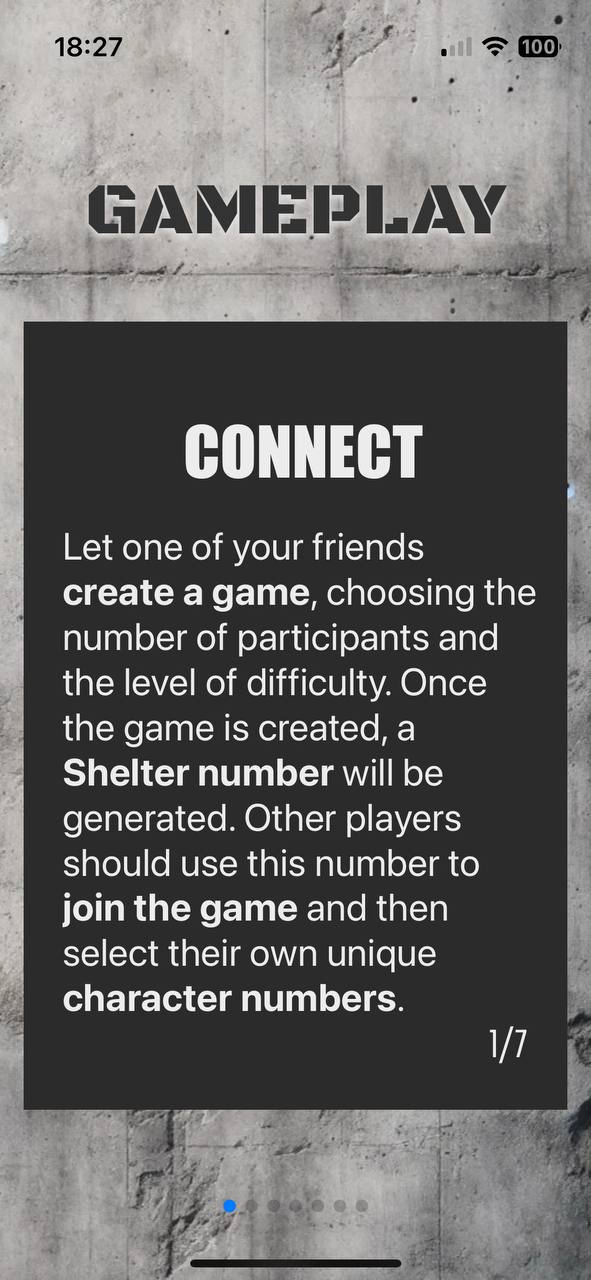 18:27
100
GAMEPLAY
CONNECT
Let one of your friends
create a game, choosing the
number of participants and
the level of difficulty. Once
the game is created, a
Shelter number will be
generated. Other players
should use this number to
join the game and then
select their own unique
character numbers.
1/7